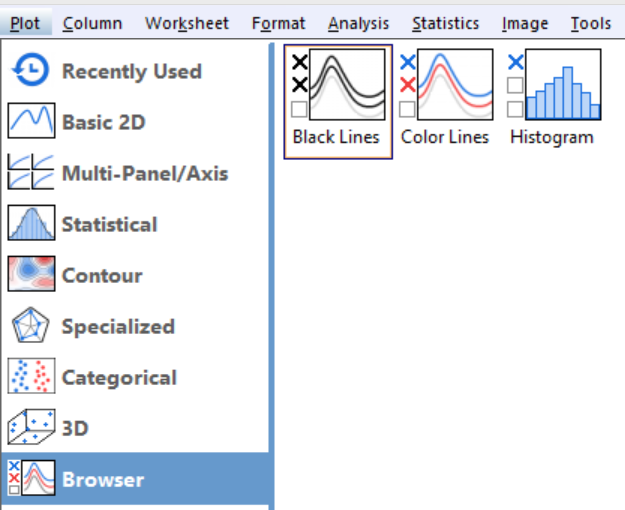 Plot Column Worksheet Format Analysis Statistics Image Tools
Recently Used
Basic 2D
Multi-Panel/Axis
Statistical
Contour
Specialized
Categorical
3D
Browser
Black Lines Color Lines Histogram